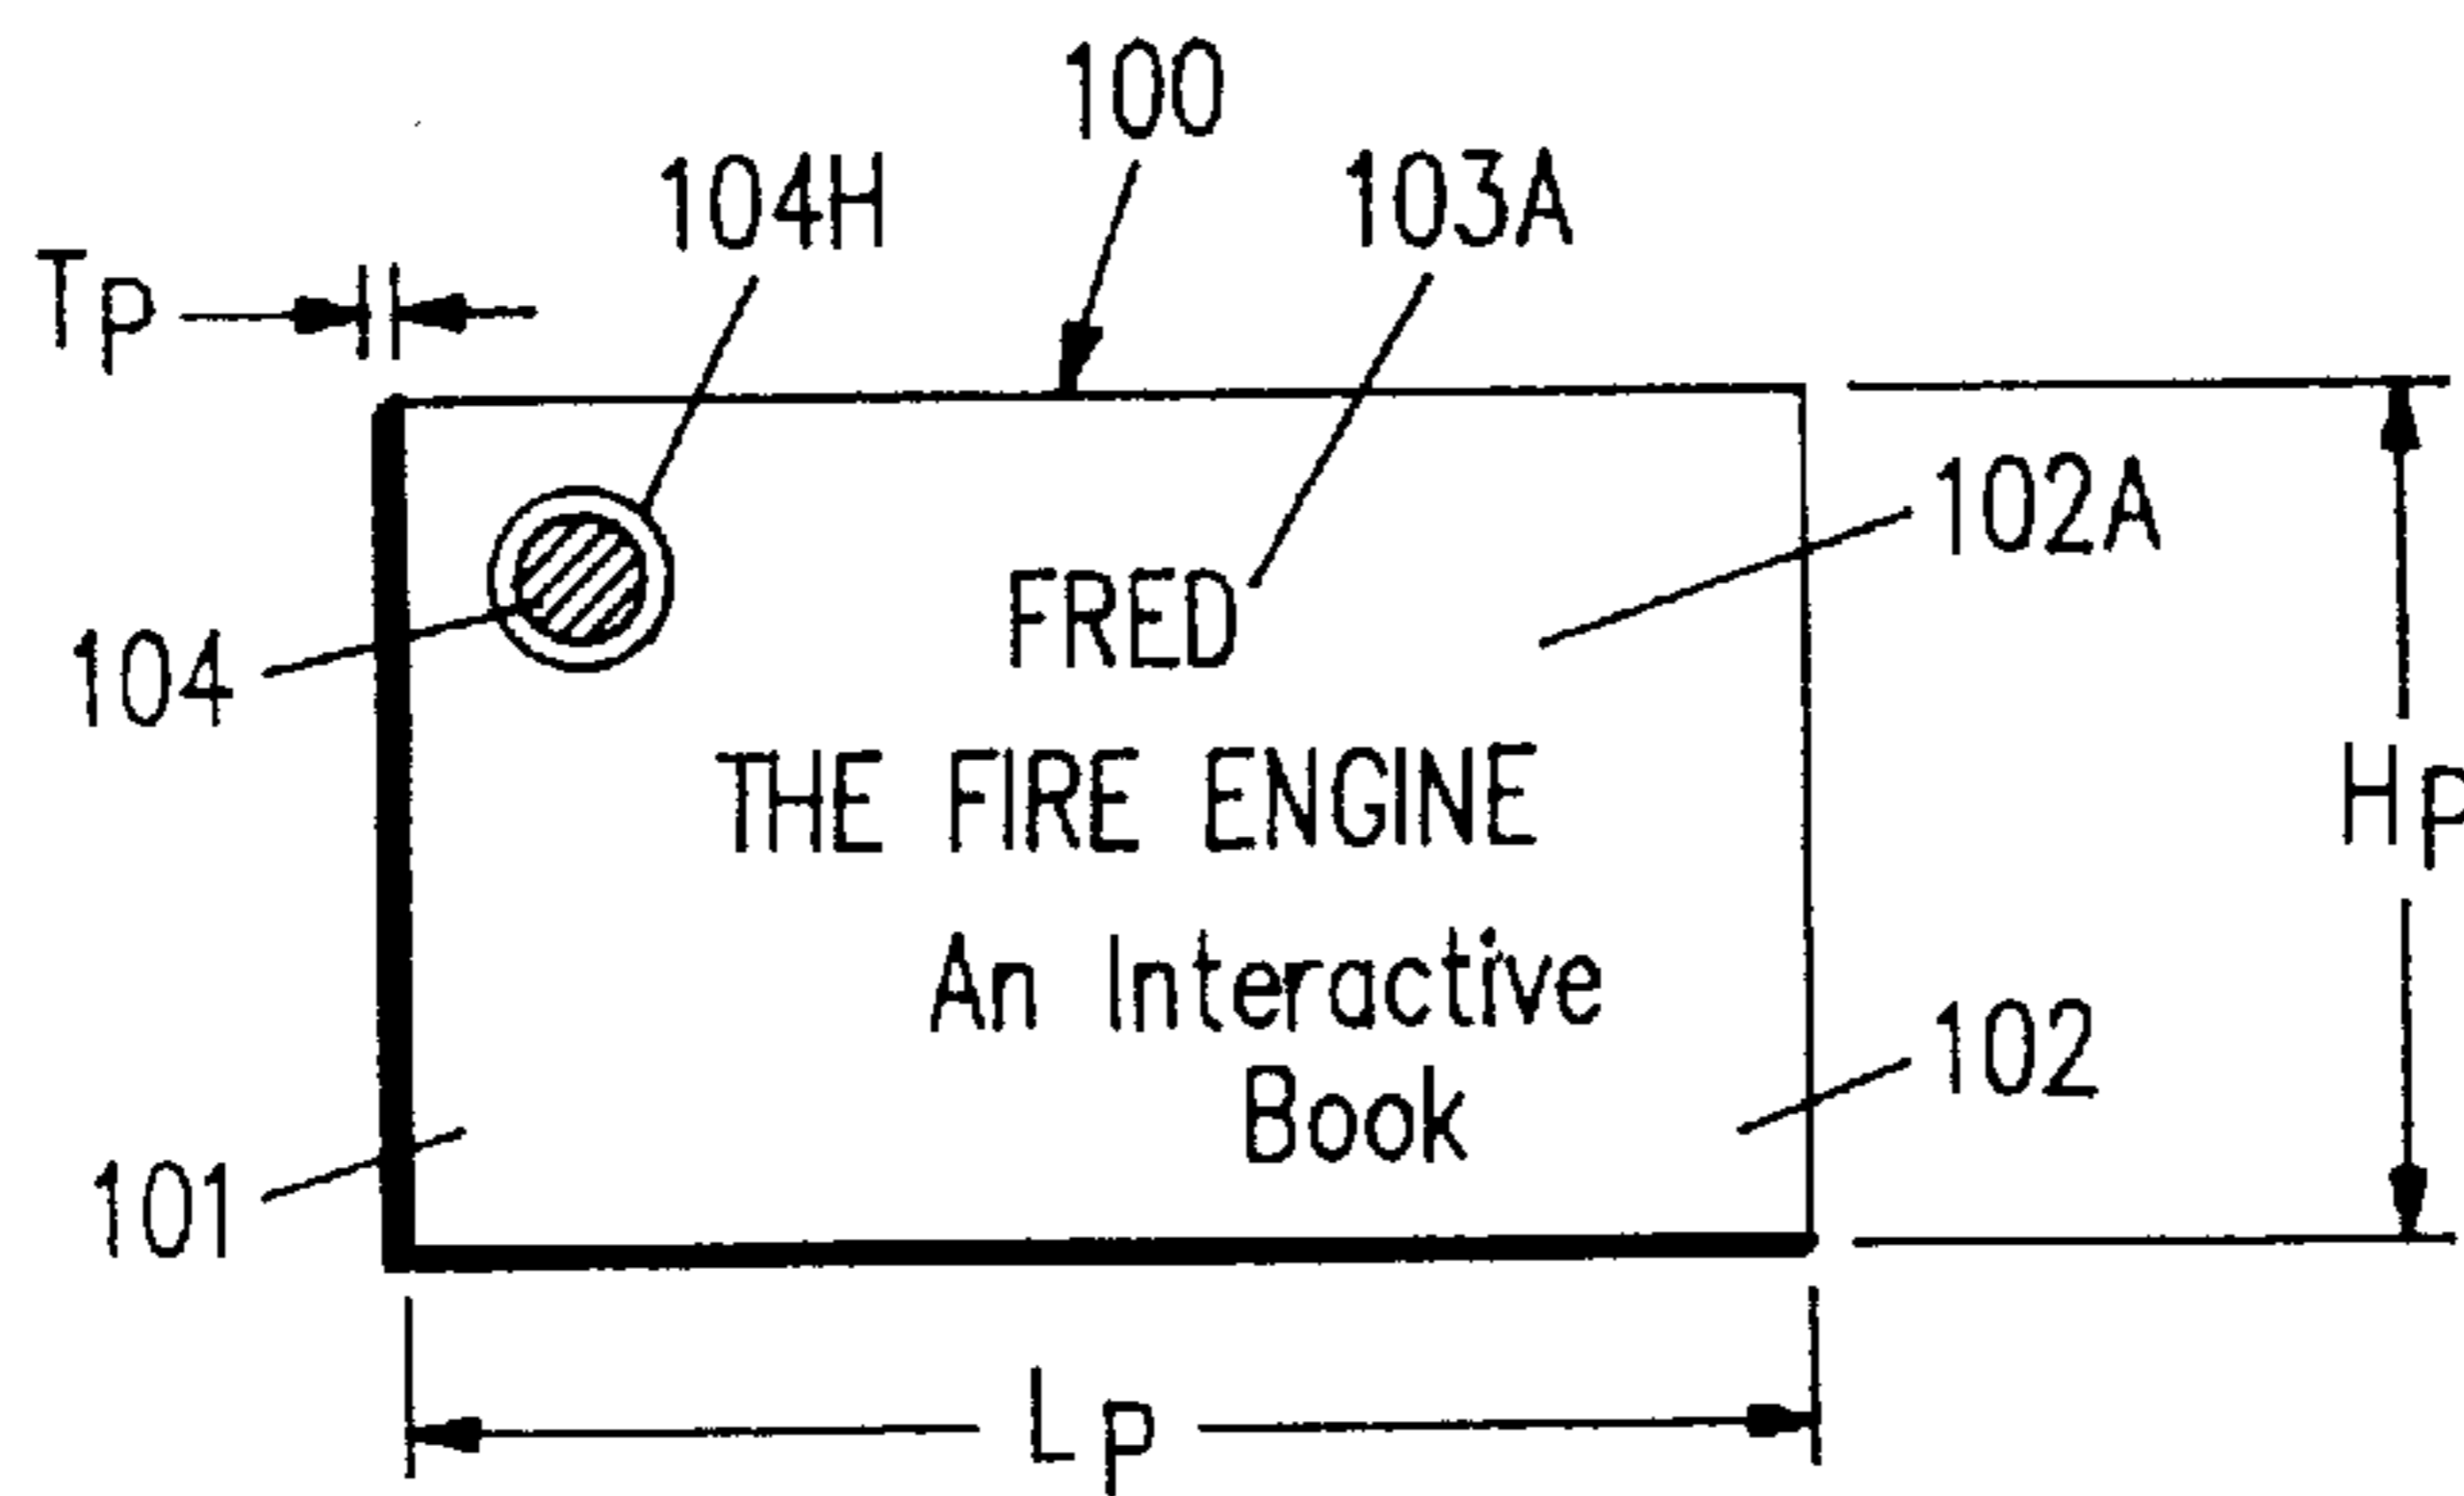 100
104H
103A
Tp
102A
FRED
104
THE FIRE ENGINE
Hp
An Interactive
102
Book
101
Lp